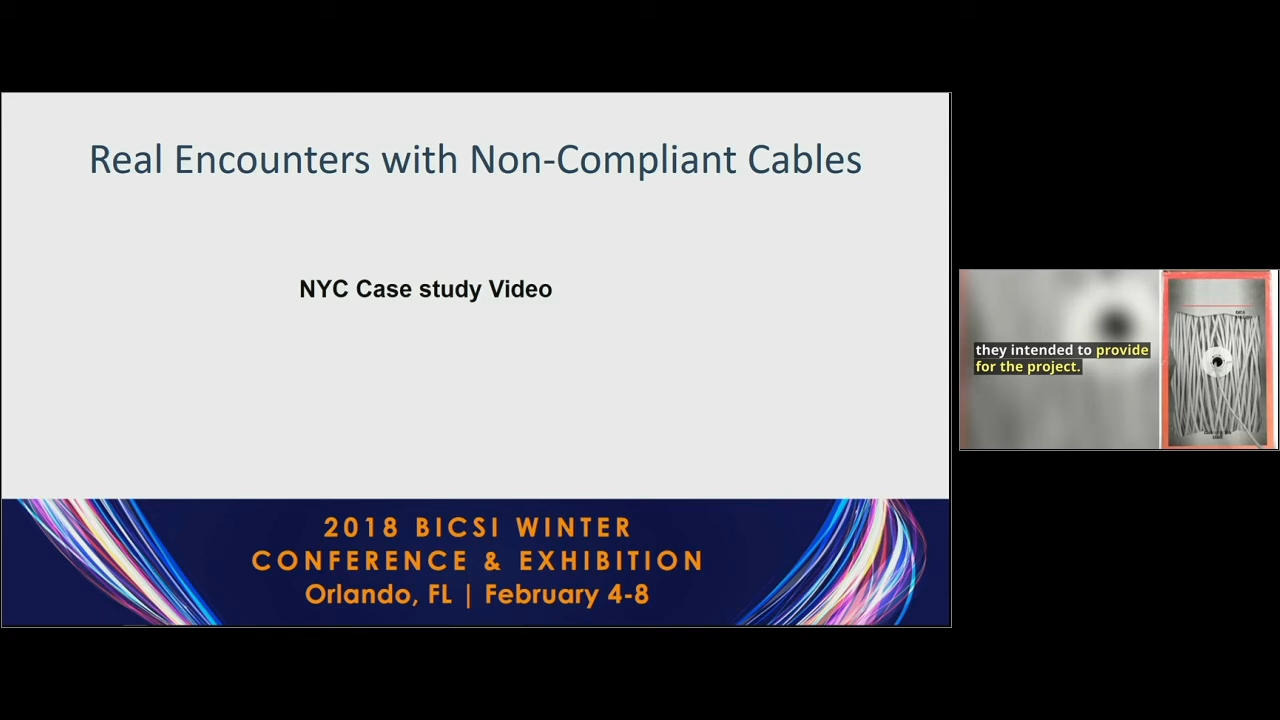 Real Encounters with Non-Compliant Cables
NYC Case study Video
2018 BICSI WINTER
CONFERENCE & EXHIBITION
Orlando, FL | February 4-8
they intended to provide
for the project.